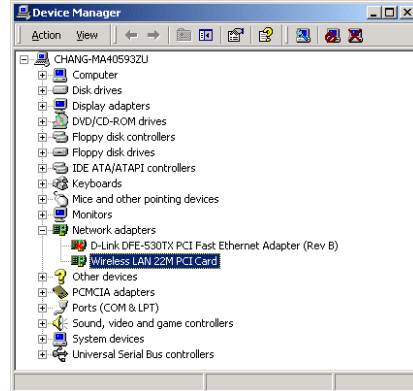 Device Manager
Action View
CHANG-MA40593ZU
Computer
Disk drives
Display adapters
DVD/CD-ROM drives
Floppy disk controllers
Floppy disk drives
IDE ATA/ATAPI controllers
Keyboards
Mice and other pointing devices
Monitors
Network adapters
D-Link DFE-530TX PCI Fast Ethernet Adapter (Rev B)
Wireless LAN 22M PCI Card
Other devices
PCMCIA adapters
Ports (COM & LPT)
Sound, video and game controllers
System devices
Universal Serial Bus controllers